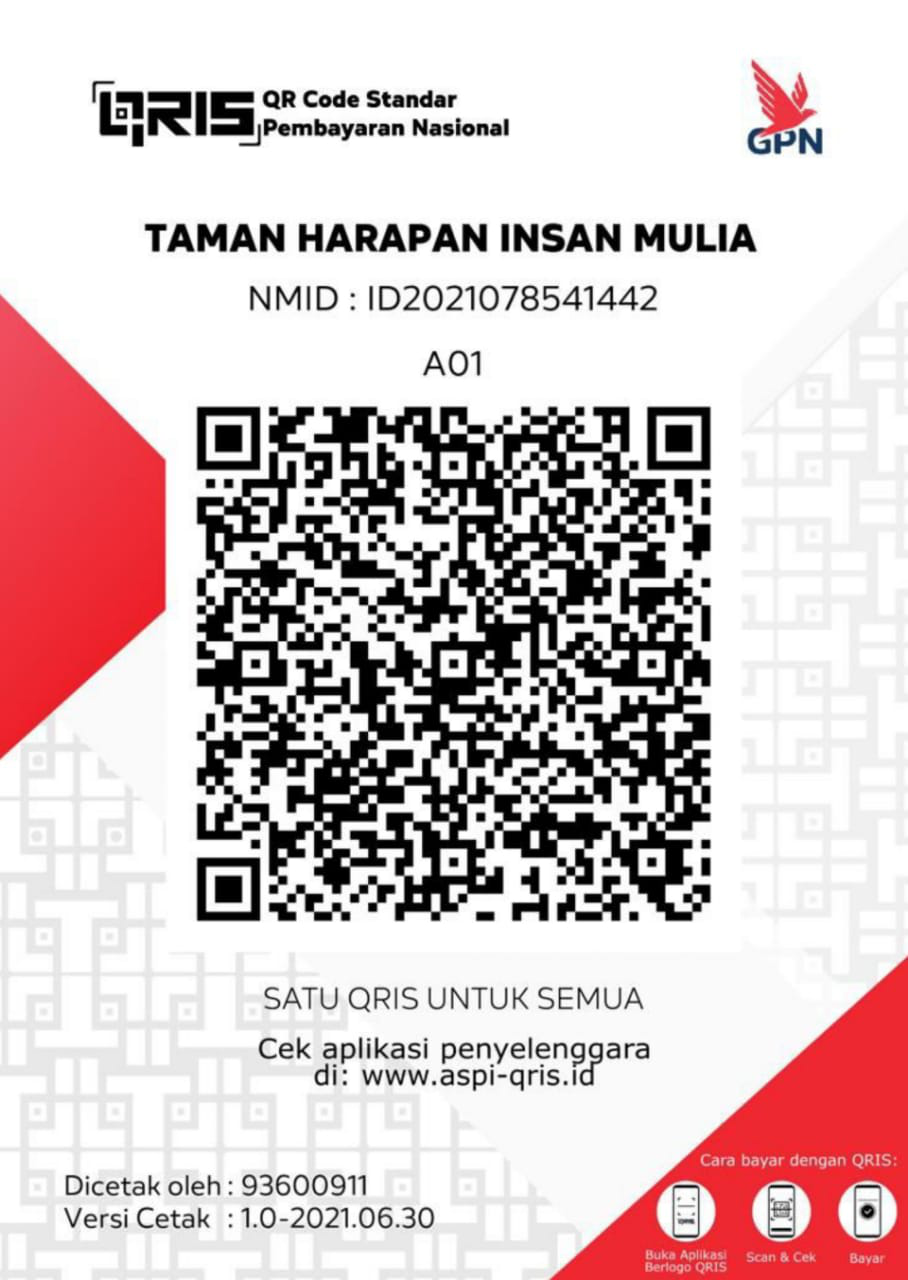 QRIS QR Code Standar
Pembayaran Nasional
GPN
TAMAN HARAPAN INSAN MULIA
NMID : ID2021078541442
A01
SATU QRIS UNTUK SEMUA
Cek aplikasi penyelenggara
di: www.aspi-qris.id
Dicetak oleh : 93600911
Versi Cetak : 1.0-2021.06.30
Cara bayar dengan QRIS:
Buka Aplikasi
Berlogo QRIS
Scan & Cek
Bayar